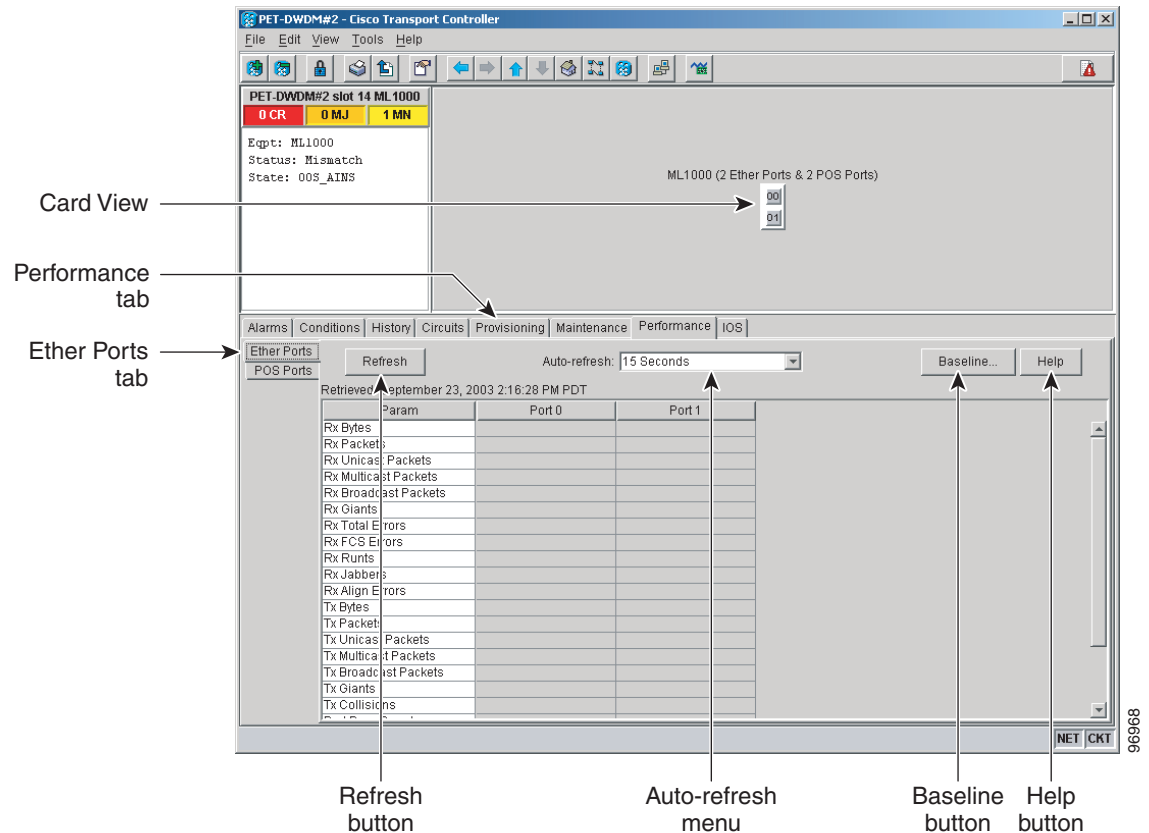 PET-DWDM#2 - Cisco Transport Controller
File Edit View Tools Help
PET-DWDM#2 slot 14 ML1000
0 CR 0 MJ 1 MN
Eqpt: ML1000
Status: Mismatch
State: OOS_AINS
ML1000 (2 Ether Ports & 2 POS Ports)
00
01
Card View
Performance
tab
Ether Ports
tab
Alarms Conditions History Circuits Provisioning Maintenance Performance IOS
Ether Ports
POS Ports
Refresh Auto-refresh: 15 Seconds Baseline... Help
Retrieved September 23, 2003 2:16:28 PM PDT
Param Port 0 Port 1
Rx Bytes
Rx Packets
Rx Unicast Packets
Rx Multicast Packets
Rx Broadcast Packets
Rx Giants
Rx Total Errors
Rx FCS Errors
Rx Runts
Rx Jabbers
Rx Align Errors
Tx Bytes
Tx Packets
Tx Unicast Packets
Tx Multicast Packets
Tx Broadcast Packets
Tx Giants
Tx Collisions
NET CKT
96968
Refresh
button
Auto-refresh
menu
Baseline
button
Help
button